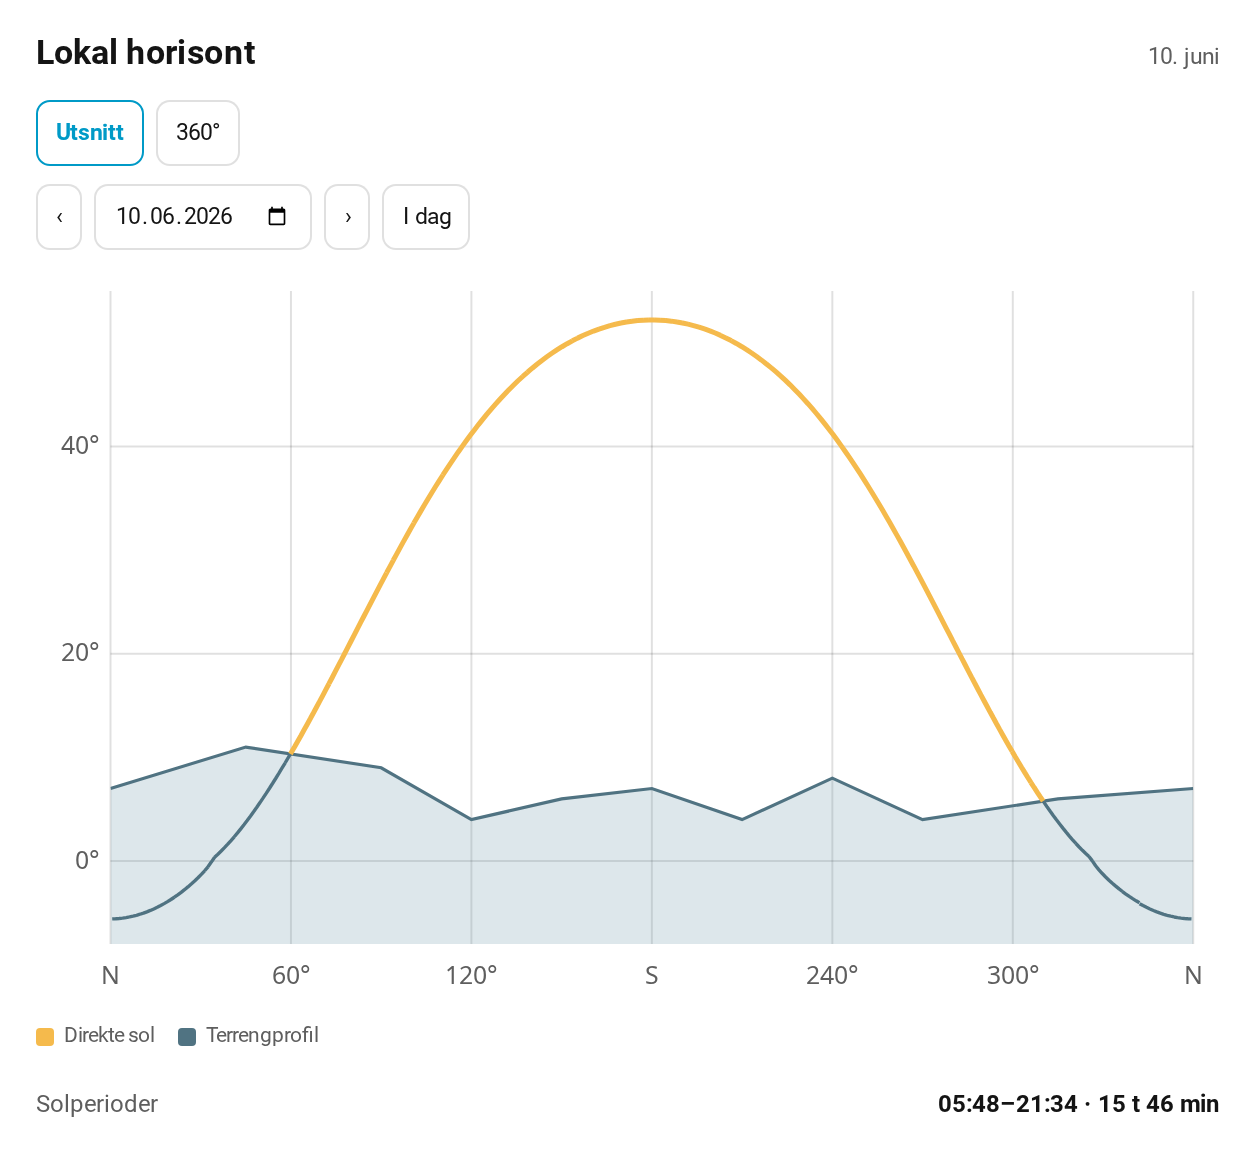 Lokal horisont
10. juni
Utsnitt
360°
‹
10.06.2026
›
I dag
40°
20°
0°
N
60°
120°
S
240°
300°
N
Direkte sol
Terrengprofil
Solperioder
05:48–21:34 · 15 t 46 min